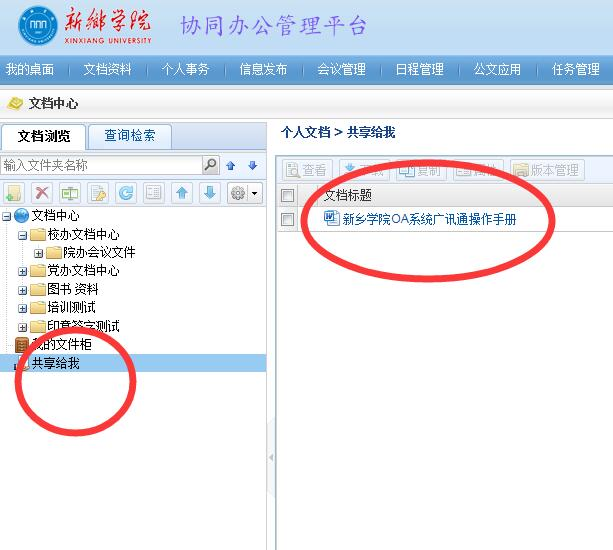 新鄉学院
XINXIANG UNIVERSITY
协同办公管理平台
我的桌面 文档资料 个人事务 信息发布 会议管理 日程管理 公文应用 任务管理
文档中心
文档浏览 查询检索
个人文档 > 共享给我
输入文件夹名称
查看 下载 复制 属性 版本管理
文档标题
新乡学院OA系统广讯通操作手册
文档中心
校办文档中心
院办会议文件
党办文档中心
图书 资料
培训测试
印章签字测试
我的文件柜
共享给我